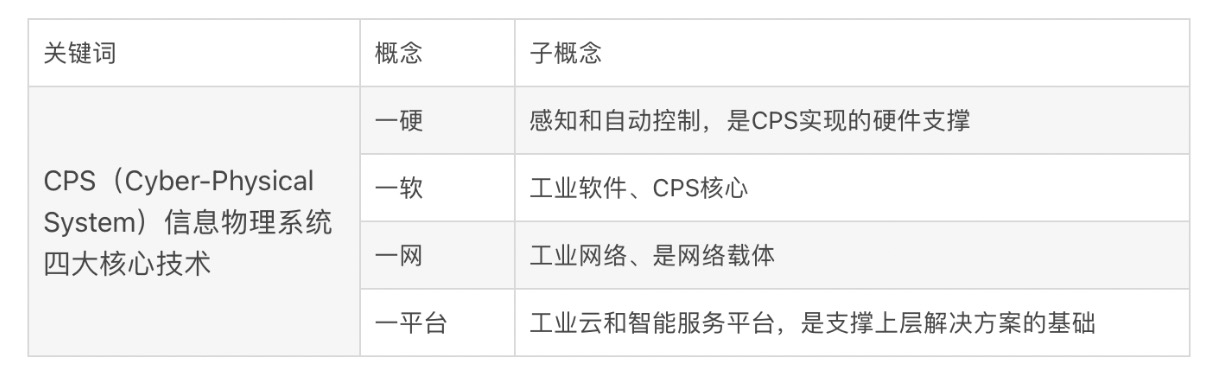 关键词 概念 子概念
一硬 感知和自动控制，是CPS实现的硬件支撑
CPS（Cyber-Physical
System）信息物理系统
四大核心技术
一软 工业软件、CPS核心
一网 工业网络、是网络载体
一平台 工业云和智能服务平台，是支撑上层解决方案的基础